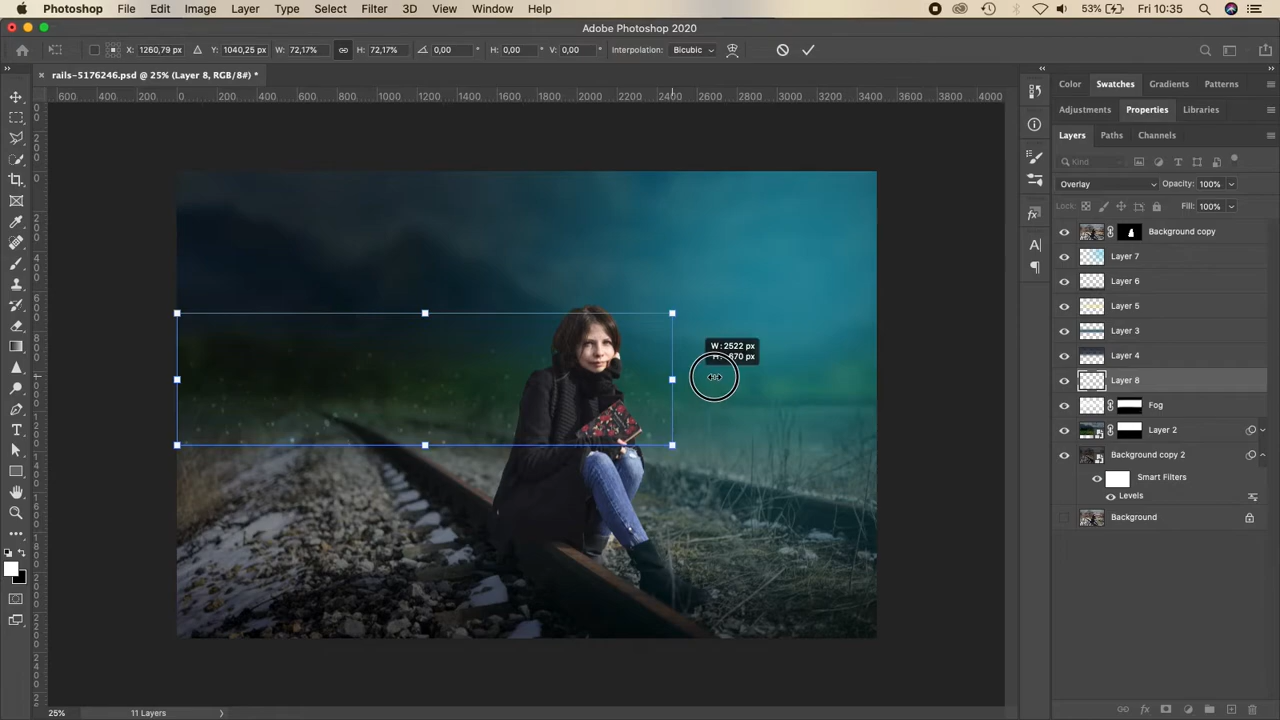 Photoshop File Edit Image Layer Type Select Filter 3D View Window Help 53% Fri 10:35
Adobe Photoshop 2020
X: 1260,79 px Y: 1040,25 px W: 72,17% H: 72,17% 0,00 ° H: 0,00 ° V: 0,00 ° Interpolation: Bicubic
× rails-5176246.psd @ 25% (Layer 8, RGB/8#) *
600 400 200 0 200 400 600 800 1000 1200 1400 1600 1800 2000 2200 2400 2600 2800 3000 3200 3400 3600 3800 4000
Color Swatches Gradients Patterns
Adjustments Properties Libraries
Layers Paths Channels
Kind
Overlay Opacity: 100%
Lock: Fill: 100%
Background copy
Layer 7
Layer 6
Layer 5
Layer 3
Layer 4
Layer 8
Fog
Layer 2
Background copy 2
Smart Filters
Levels
Background
W: 2522 px
H: 670 px
25% 11 Layers